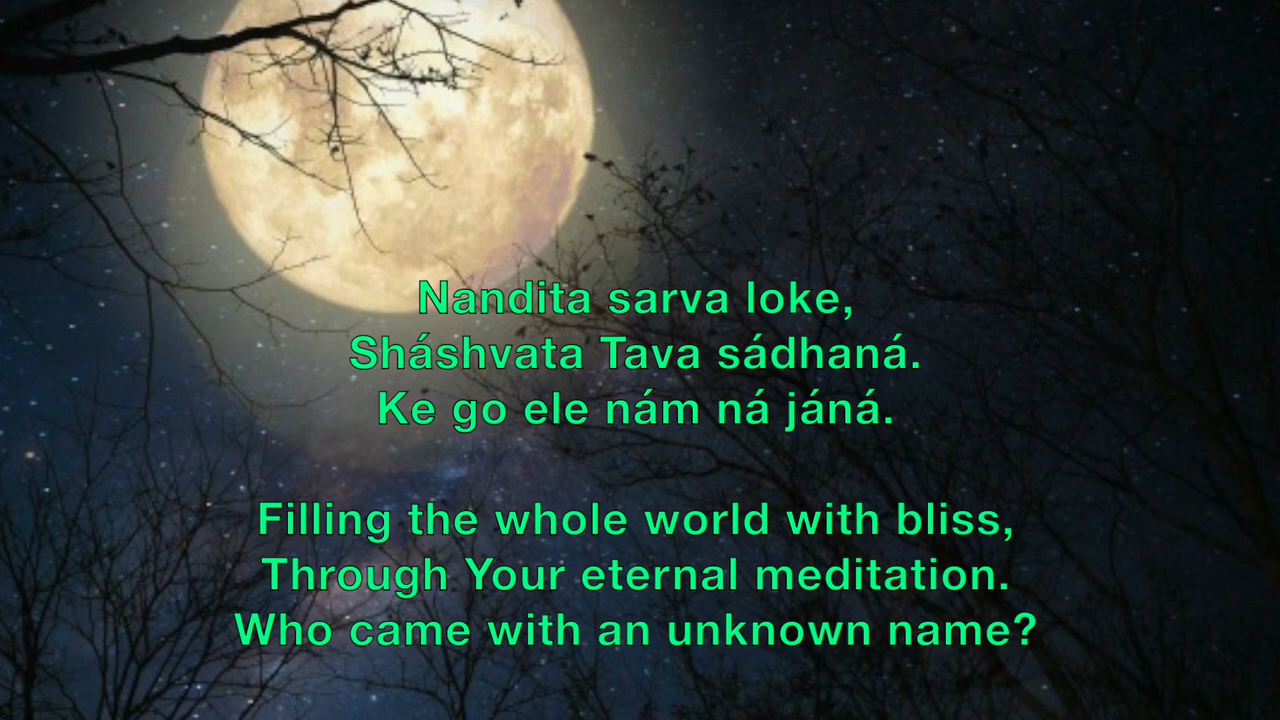 Nandita sarva loke,
Sháshvata Tava sádhaná.
Ke go ele nám ná jáná.
Filling the whole world with bliss,
Through Your eternal meditation.
Who came with an unknown name?